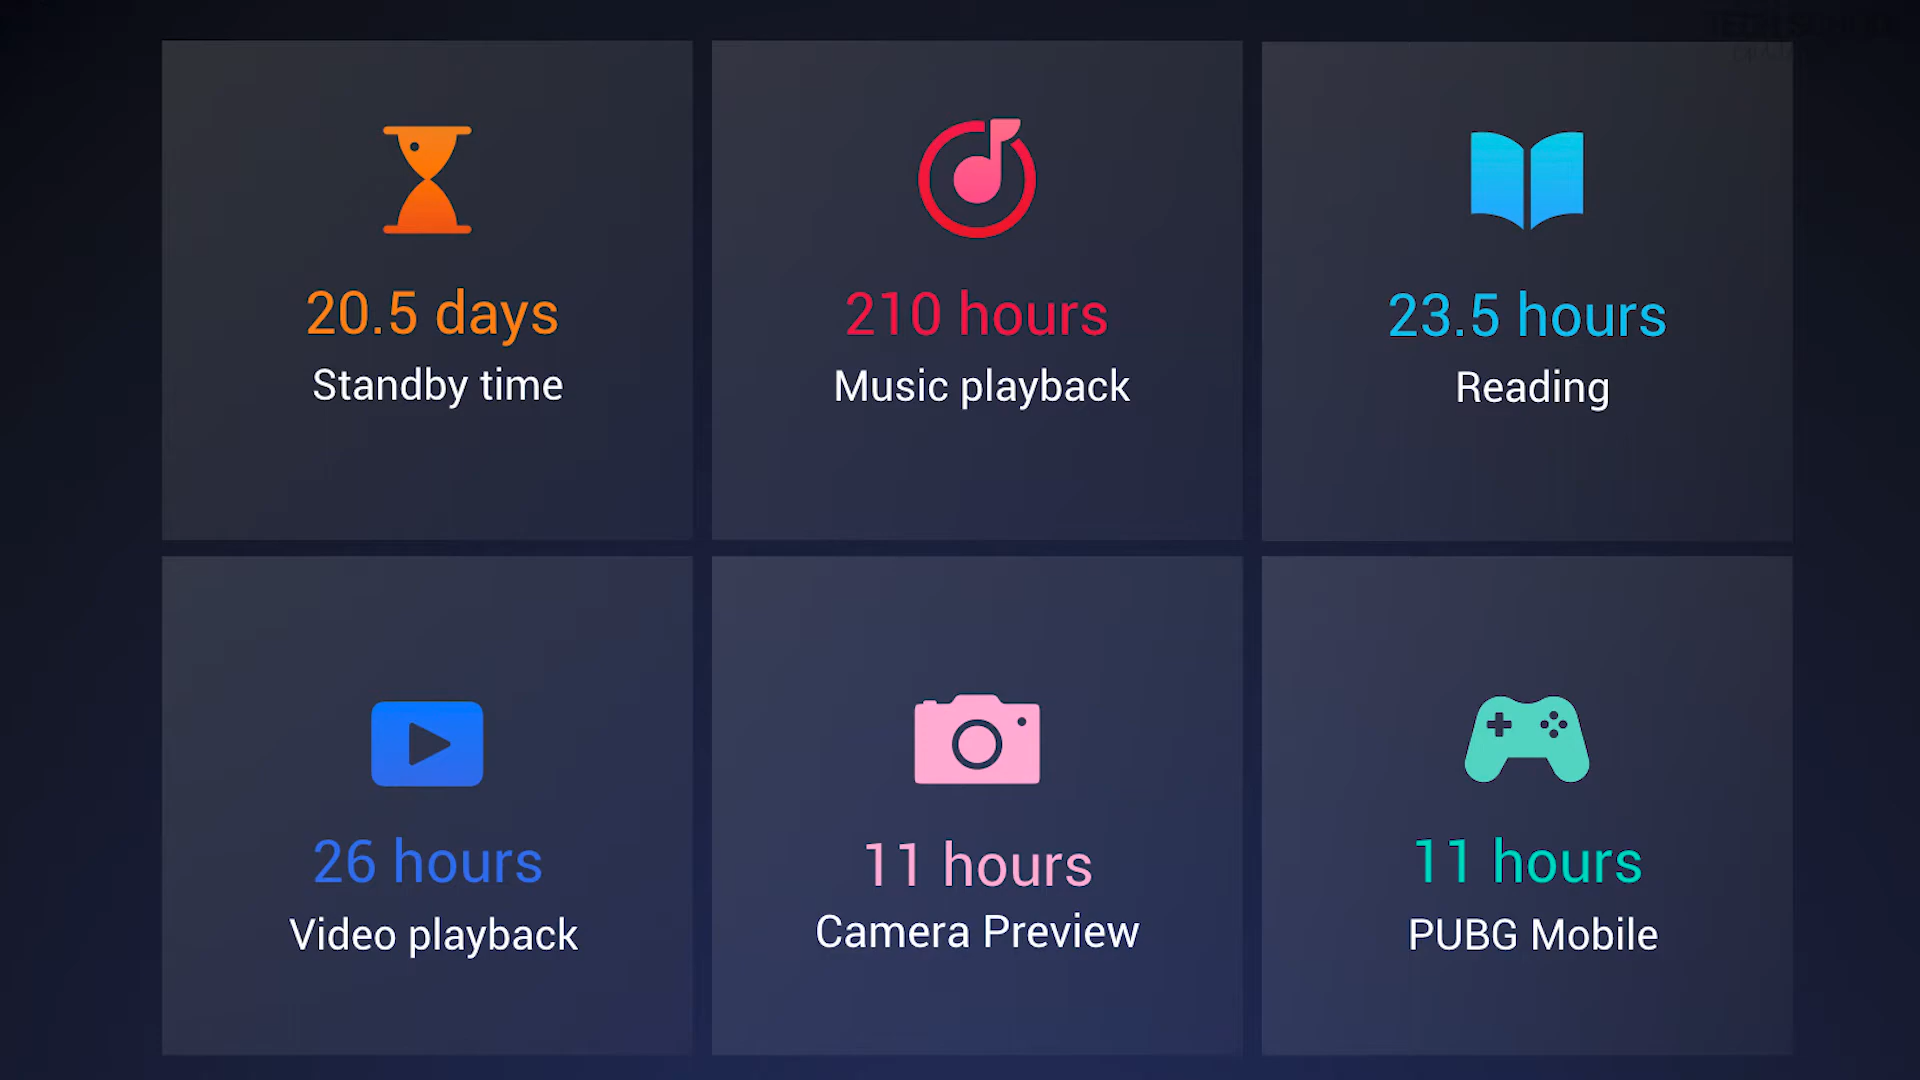 20.5 days
Standby time
210 hours
Music playback
23.5 hours
Reading
26 hours
Video playback
11 hours
Camera Preview
11 hours
PUBG Mobile